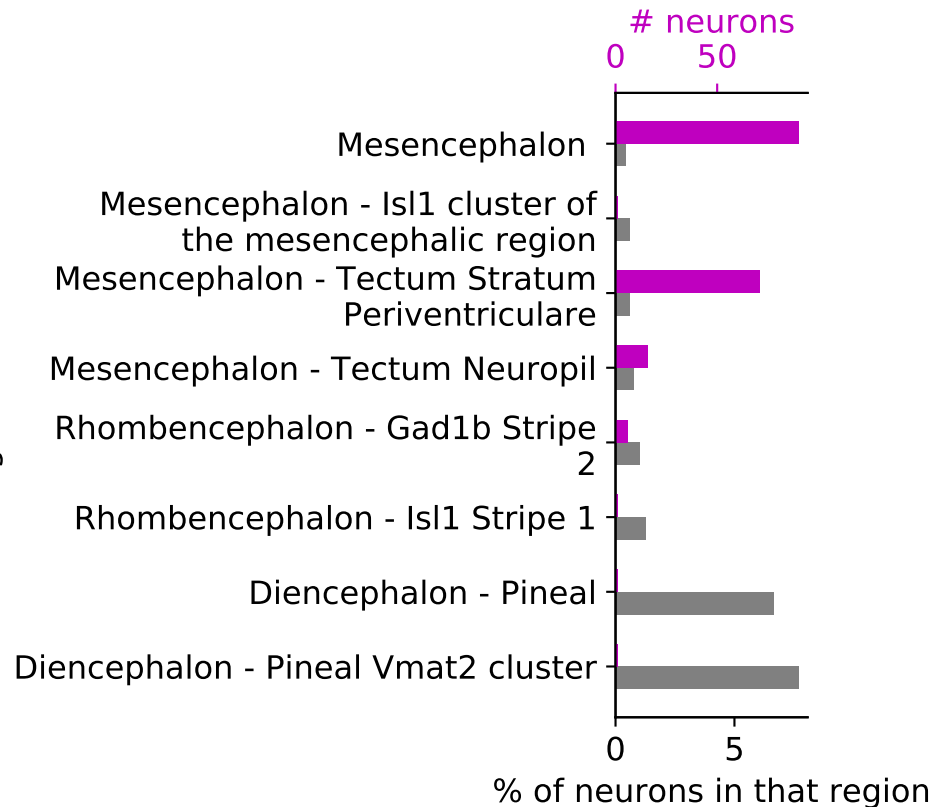 # neurons
0 50
Mesencephalon
Mesencephalon - Isl1 cluster of
the mesencephalic region
Mesencephalon - Tectum Stratum
Periventriculare
Mesencephalon - Tectum Neuropil
Rhombencephalon - Gad1b Stripe
2
Rhombencephalon - Isl1 Stripe 1
Diencephalon - Pineal
Diencephalon - Pineal Vmat2 cluster
0 5
% of neurons in that region